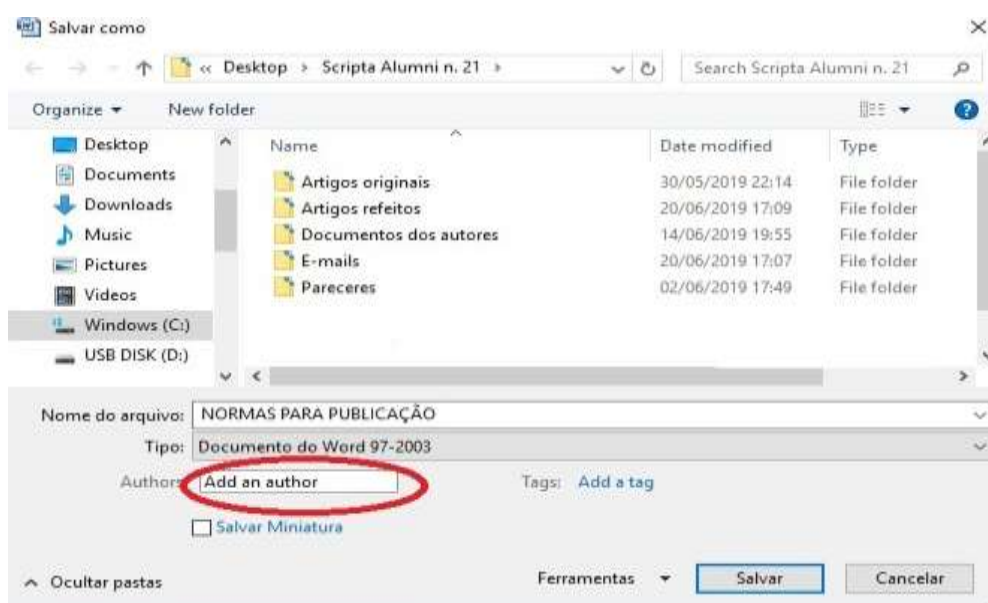 Salvar como
« Desktop › Scripta Alumni n. 21 › Search Scripta Alumni n. 21
Organize New folder
Desktop
Documents
Downloads
Music
Pictures
Videos
Windows (C:)
USB DISK (D:)
Name Date modified Type
Artigos originais 30/05/2019 22:14 File folder
Artigos refeitos 20/06/2019 17:09 File folder
Documentos dos autores 14/06/2019 19:55 File folder
E-mails 20/06/2019 17:07 File folder
Pareceres 02/06/2019 17:49 File folder
Nome do arquivo: NORMAS PARA PUBLICAÇÃO
Tipo: Documento do Word 97-2003
Author: Add an author Tags: Add a tag
Salvar Miniatura
Ocultar pastas Ferramentas Salvar Cancelar